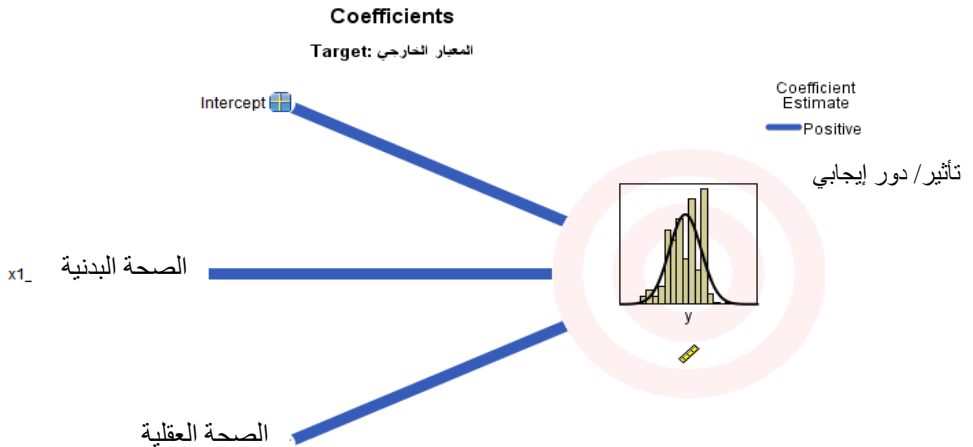 Coefficients
Target: المعيار الخارجي
Intercept
Coefficient
Estimate
Positive
تأثير/ دور إيجابي
x1_ الصحة البدنية
y
الصحة العقلية